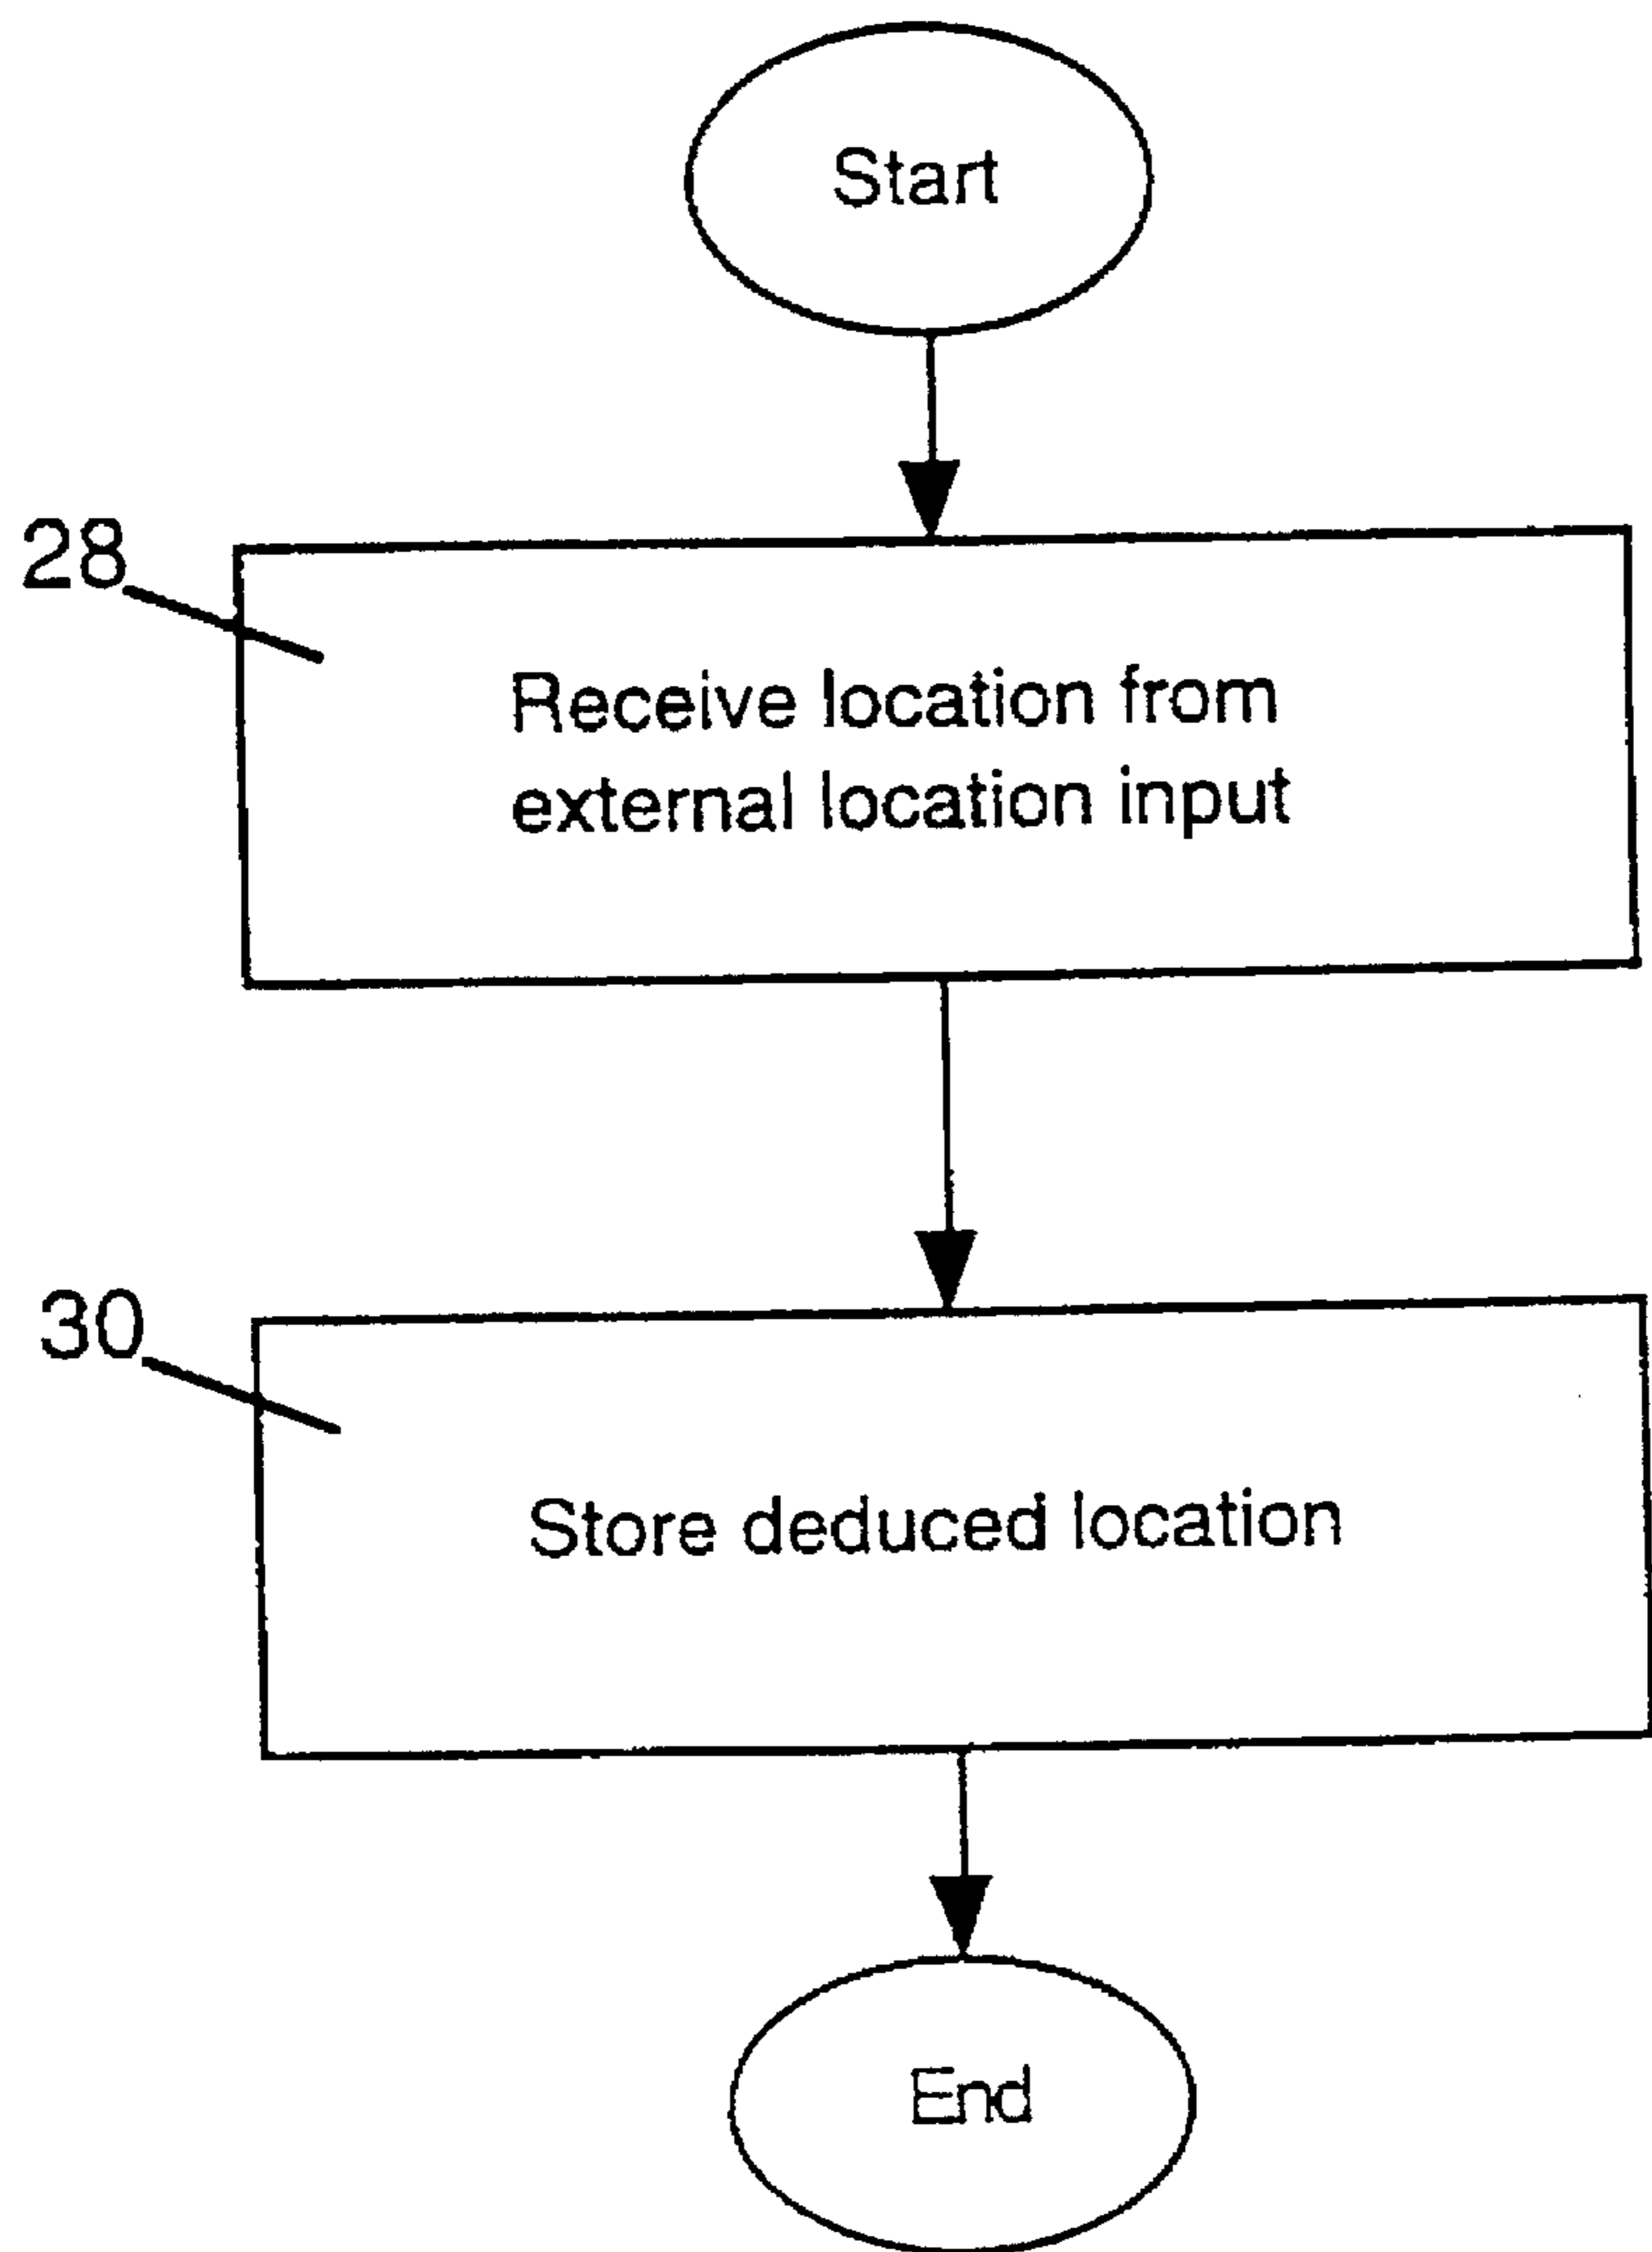 Start
28
Receive location from
external location input
30
Store deduced location
End